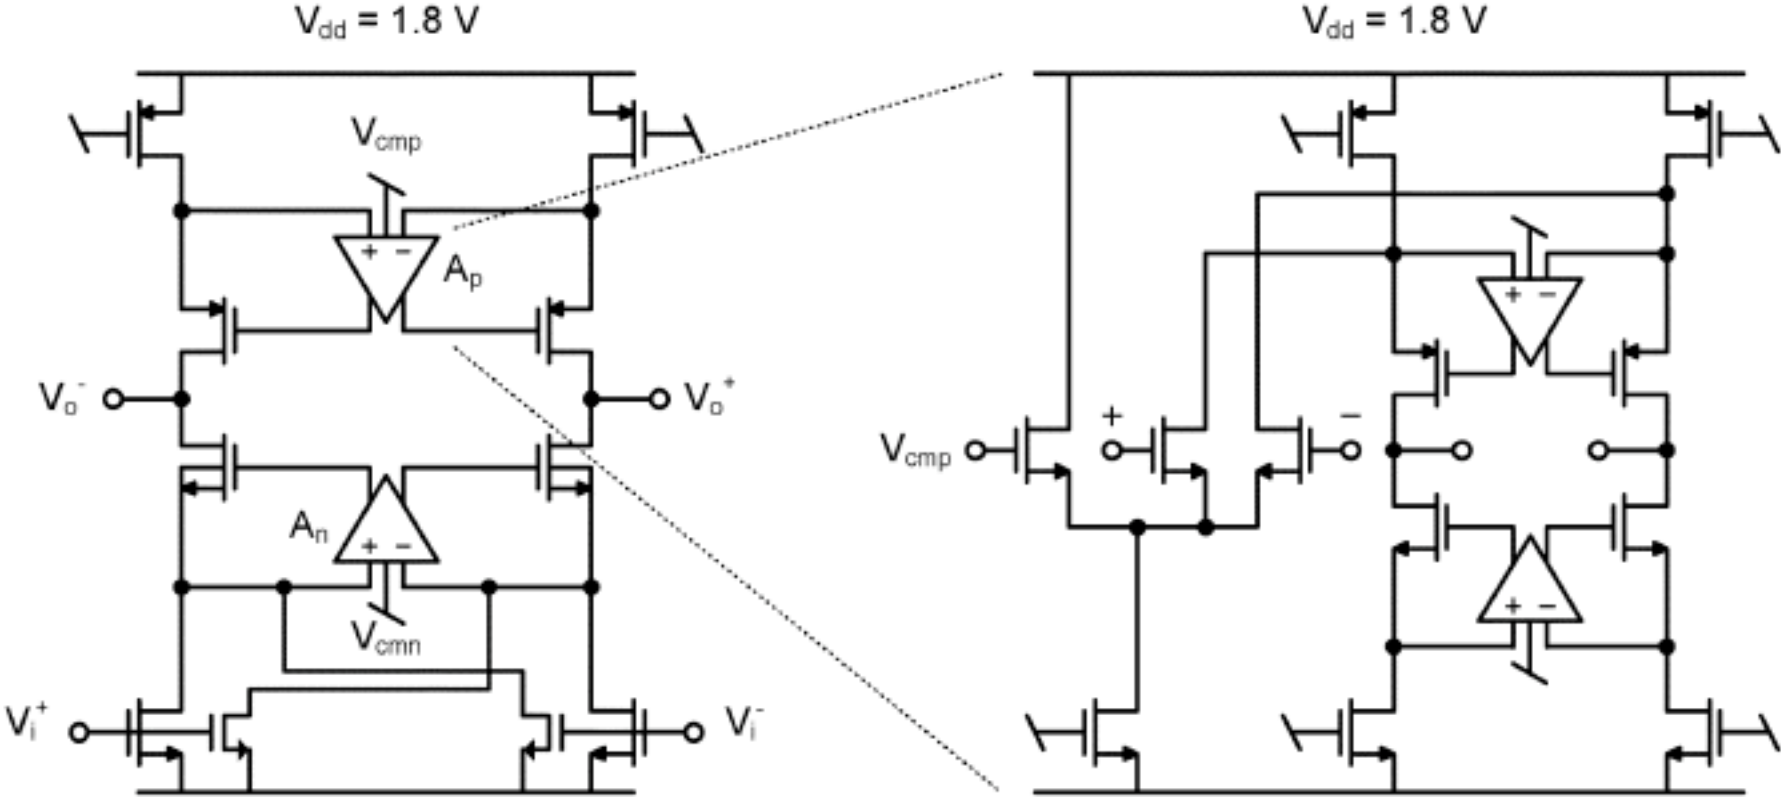 Vdd = 1.8 V
Vdd = 1.8 V
Vcmp
+ −
Ap
+ −
Vo-
Vo+
Vcmp
+
−
An
+ −
Vcmn
+ −
Vi+
Vi-